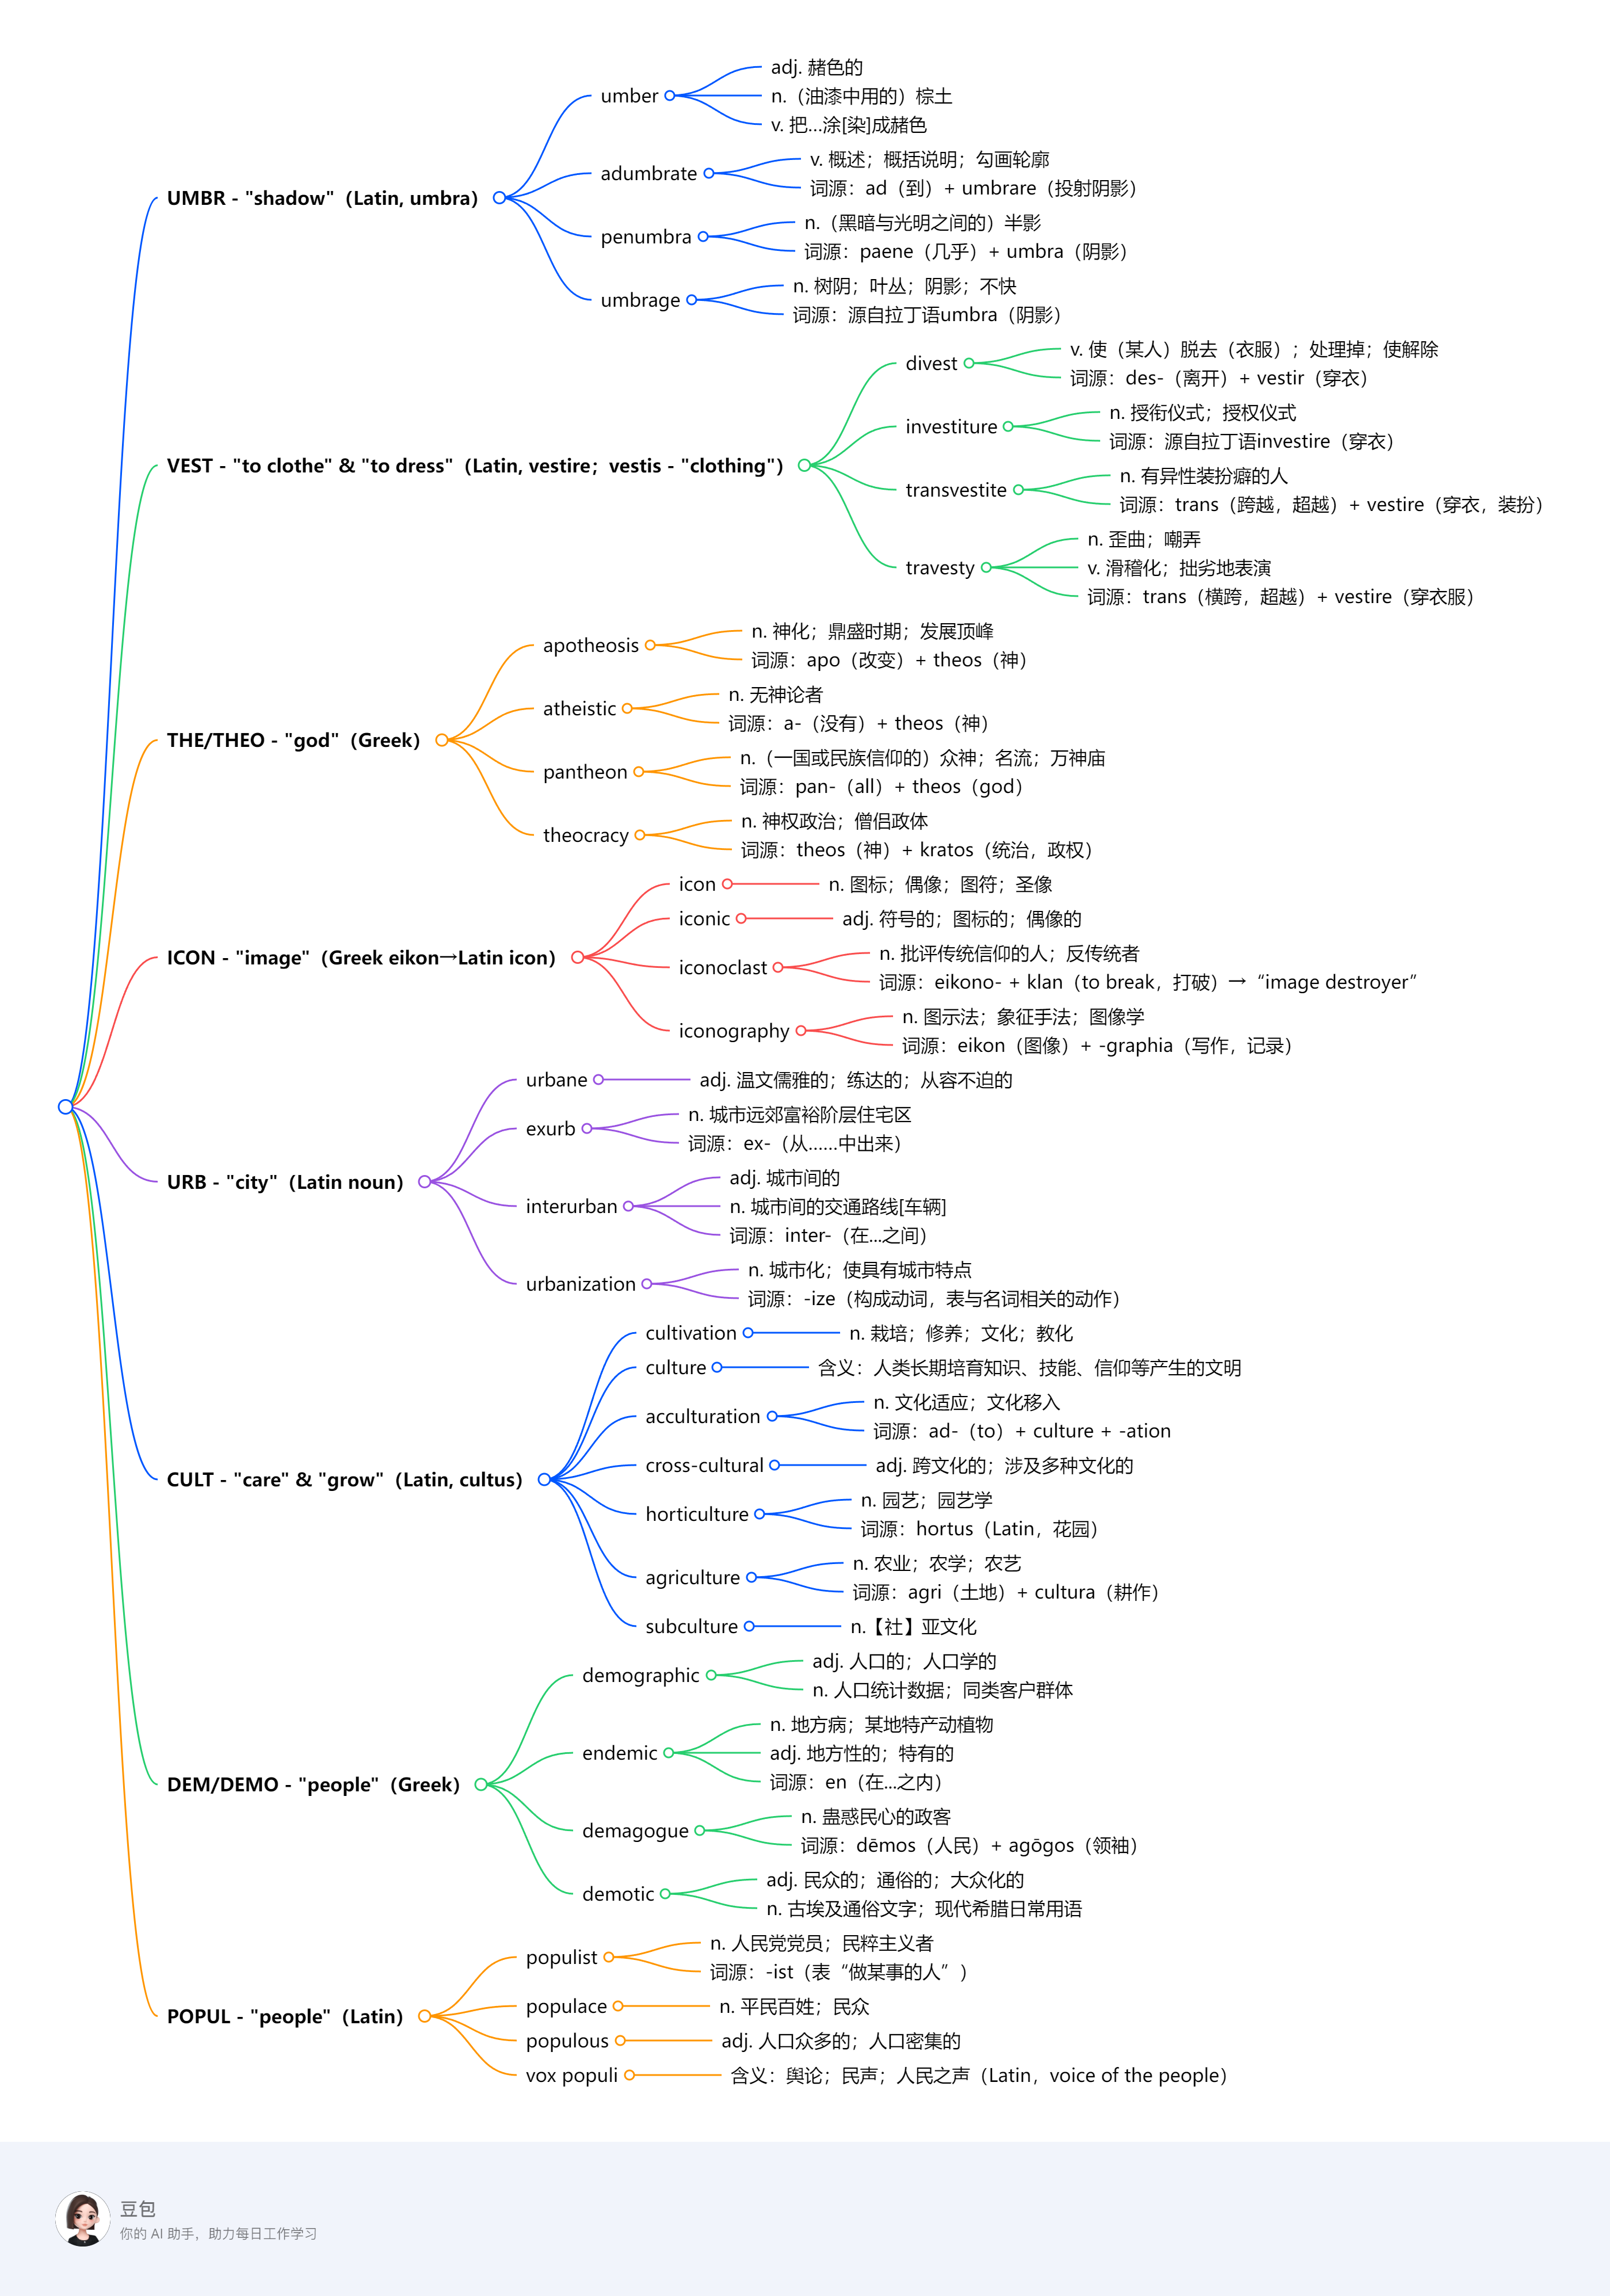 UMBR - "shadow"（Latin, umbra）
umber
adj. 赭色的
n.（油漆中用的）棕土
v. 把...涂[染]成赭色
adumbrate
v. 概述；概括说明；勾画轮廓
词源：ad（到）+ umbrare（投射阴影）
penumbra
n.（黑暗与光明之间的）半影
词源：paene（几乎）+ umbra（阴影）
umbrage
n. 树阴；叶丛；阴影；不快
词源：源自拉丁语umbra（阴影）
VEST - "to clothe" & "to dress"（Latin, vestire；vestis - "clothing"）
divest
v. 使（某人）脱去（衣服）；处理掉；使解除
词源：des-（离开）+ vestir（穿衣）
investiture
n. 授衔仪式；授权仪式
词源：源自拉丁语investire（穿衣）
transvestite
n. 有异性装扮癖的人
词源：trans（跨越，超越）+ vestire（穿衣，装扮）
travesty
n. 歪曲；嘲弄
v. 滑稽化；拙劣地表演
词源：trans（横跨，超越）+ vestire（穿衣服）
THE/THEO - "god"（Greek）
apotheosis
n. 神化；鼎盛时期；发展顶峰
词源：apo（改变）+ theos（神）
atheistic
n. 无神论者
词源：a-（没有）+ theos（神）
pantheon
n.（一国或民族信仰的）众神；名流；万神庙
词源：pan-（all）+ theos（god）
theocracy
n. 神权政治；僧侣政体
词源：theos（神）+ kratos（统治，政权）
ICON - "image"（Greek eikon→Latin icon）
icon
n. 图标；偶像；图符；圣像
iconic
adj. 符号的；图标的；偶像的
iconoclast
n. 批评传统信仰的人；反传统者
词源：eikono- + klan（to break，打破）→“image destroyer”
iconography
n. 图示法；象征手法；图像学
词源：eikon（图像）+ -graphia（写作，记录）
URB - "city"（Latin noun）
urbane
adj. 温文儒雅的；练达的；从容不迫的
exurb
n. 城市远郊富裕阶层住宅区
词源：ex-（从......中出来）
interurban
adj. 城市间的
n. 城市间的交通路线[车辆]
词源：inter-（在...之间）
urbanization
n. 城市化；使具有城市特点
词源：-ize（构成动词，表与名词相关的动作）
CULT - "care" & "grow"（Latin, cultus）
cultivation
n. 栽培；修养；文化；教化
culture
含义：人类长期培育知识、技能、信仰等产生的文明
acculturation
n. 文化适应；文化移入
词源：ad-（to）+ culture + -ation
cross-cultural
adj. 跨文化的；涉及多种文化的
horticulture
n. 园艺；园艺学
词源：hortus（Latin，花园）
agriculture
n. 农业；农学；农艺
词源：agri（土地）+ cultura（耕作）
subculture
n.【社】亚文化
DEM/DEMO - "people"（Greek）
demographic
adj. 人口的；人口学的
n. 人口统计数据；同类客户群体
endemic
n. 地方病；某地特产动植物
adj. 地方性的；特有的
词源：en（在...之内）
demagogue
n. 蛊惑民心的政客
词源：dēmos（人民）+ agōgos（领袖）
demotic
adj. 民众的；通俗的；大众化的
n. 古埃及通俗文字；现代希腊日常用语
POPUL - "people"（Latin）
populist
n. 人民党党员；民粹主义者
词源：-ist（表“做某事的人”）
populace
n. 平民百姓；民众
populous
adj. 人口众多的；人口密集的
vox populi
含义：舆论；民声；人民之声（Latin，voice of the people）
豆包
你的 AI 助手，助力每日工作学习